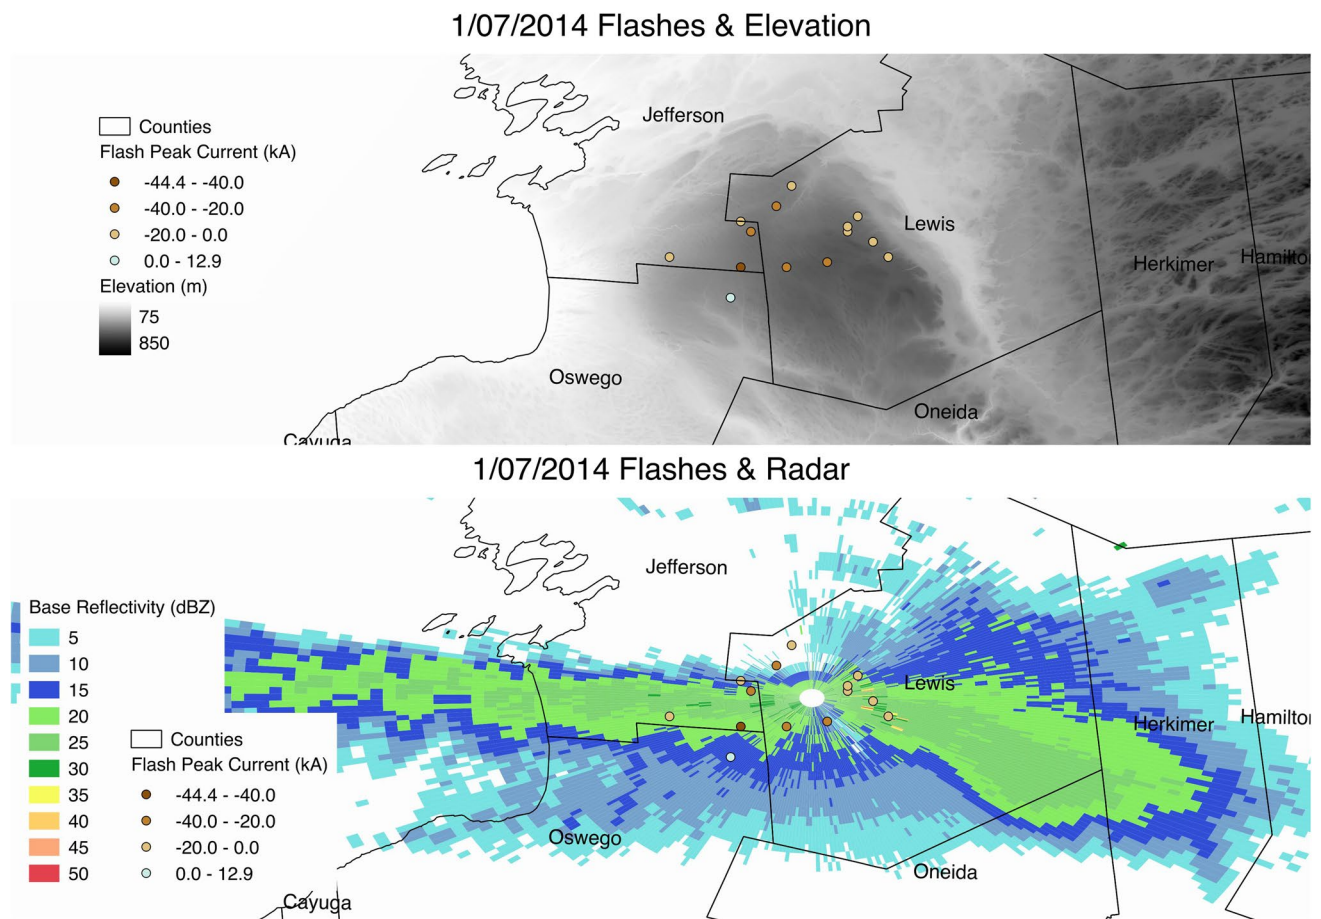 1/07/2014 Flashes & Elevation
Jefferson
Counties
Flash Peak Current (kA)
-44.4 - -40.0
-40.0 - -20.0
-20.0 - 0.0
0.0 - 12.9
Elevation (m)
75
850
Lewis
Herkimer
Hamilto
Oswego
Oneida
Cayuga
1/07/2014 Flashes & Radar
Jefferson
Base Reflectivity (dBZ)
5
10
15
20
25
30
35
40
45
50
Counties
Flash Peak Current (kA)
-44.4 - -40.0
-40.0 - -20.0
-20.0 - 0.0
0.0 - 12.9
Lewis
Herkimer
Hamilto
Oswego
Oneida
Cayuga